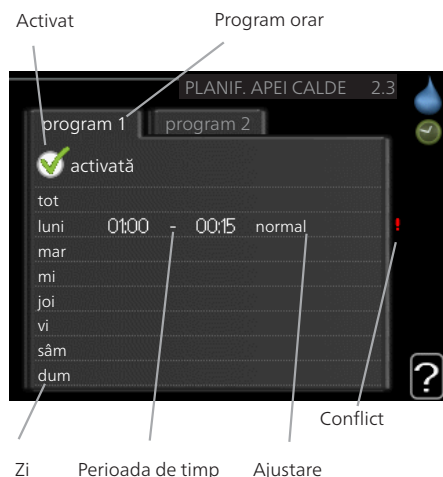 Activat Program orar
PLANIF. APEI CALDE 2.3
program 1 program 2
activată
tot
luni 01:00 - 00:15 normal !
mar
mi
joi
vi
sâm
dum
?
Conflict
Zi Perioada de timp Ajustare